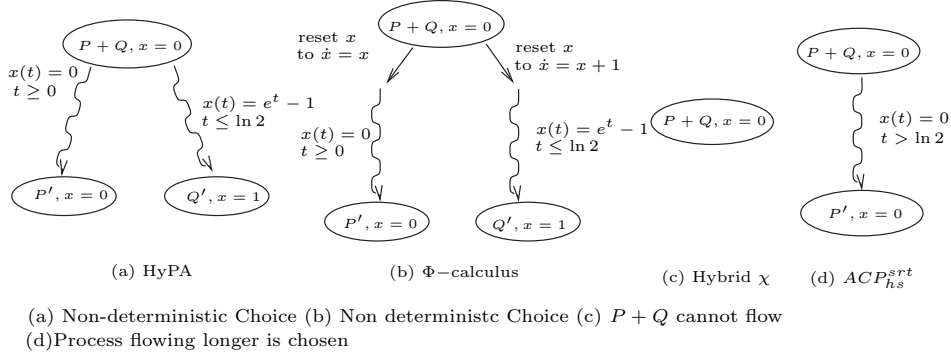 P + Q, x = 0
x(t) = 0
t ≥ 0
x(t) = e^t − 1
t ≤ ln 2
P′, x = 0
Q′, x = 1
(a) HyPA
P + Q, x = 0
reset x
to ẋ = x
reset x
to ẋ = x + 1
x(t) = 0
t ≥ 0
x(t) = e^t − 1
t ≤ ln 2
P′, x = 0
Q′, x = 1
(b) Φ−calculus
P + Q, x = 0
(c) Hybrid χ
P + Q, x = 0
x(t) = 0
t > ln 2
P′, x = 0
(d) ACP^{srt}_{hs}
(a) Non-deterministic Choice (b) Non deterministc Choice (c) P + Q cannot flow
(d)Process flowing longer is chosen